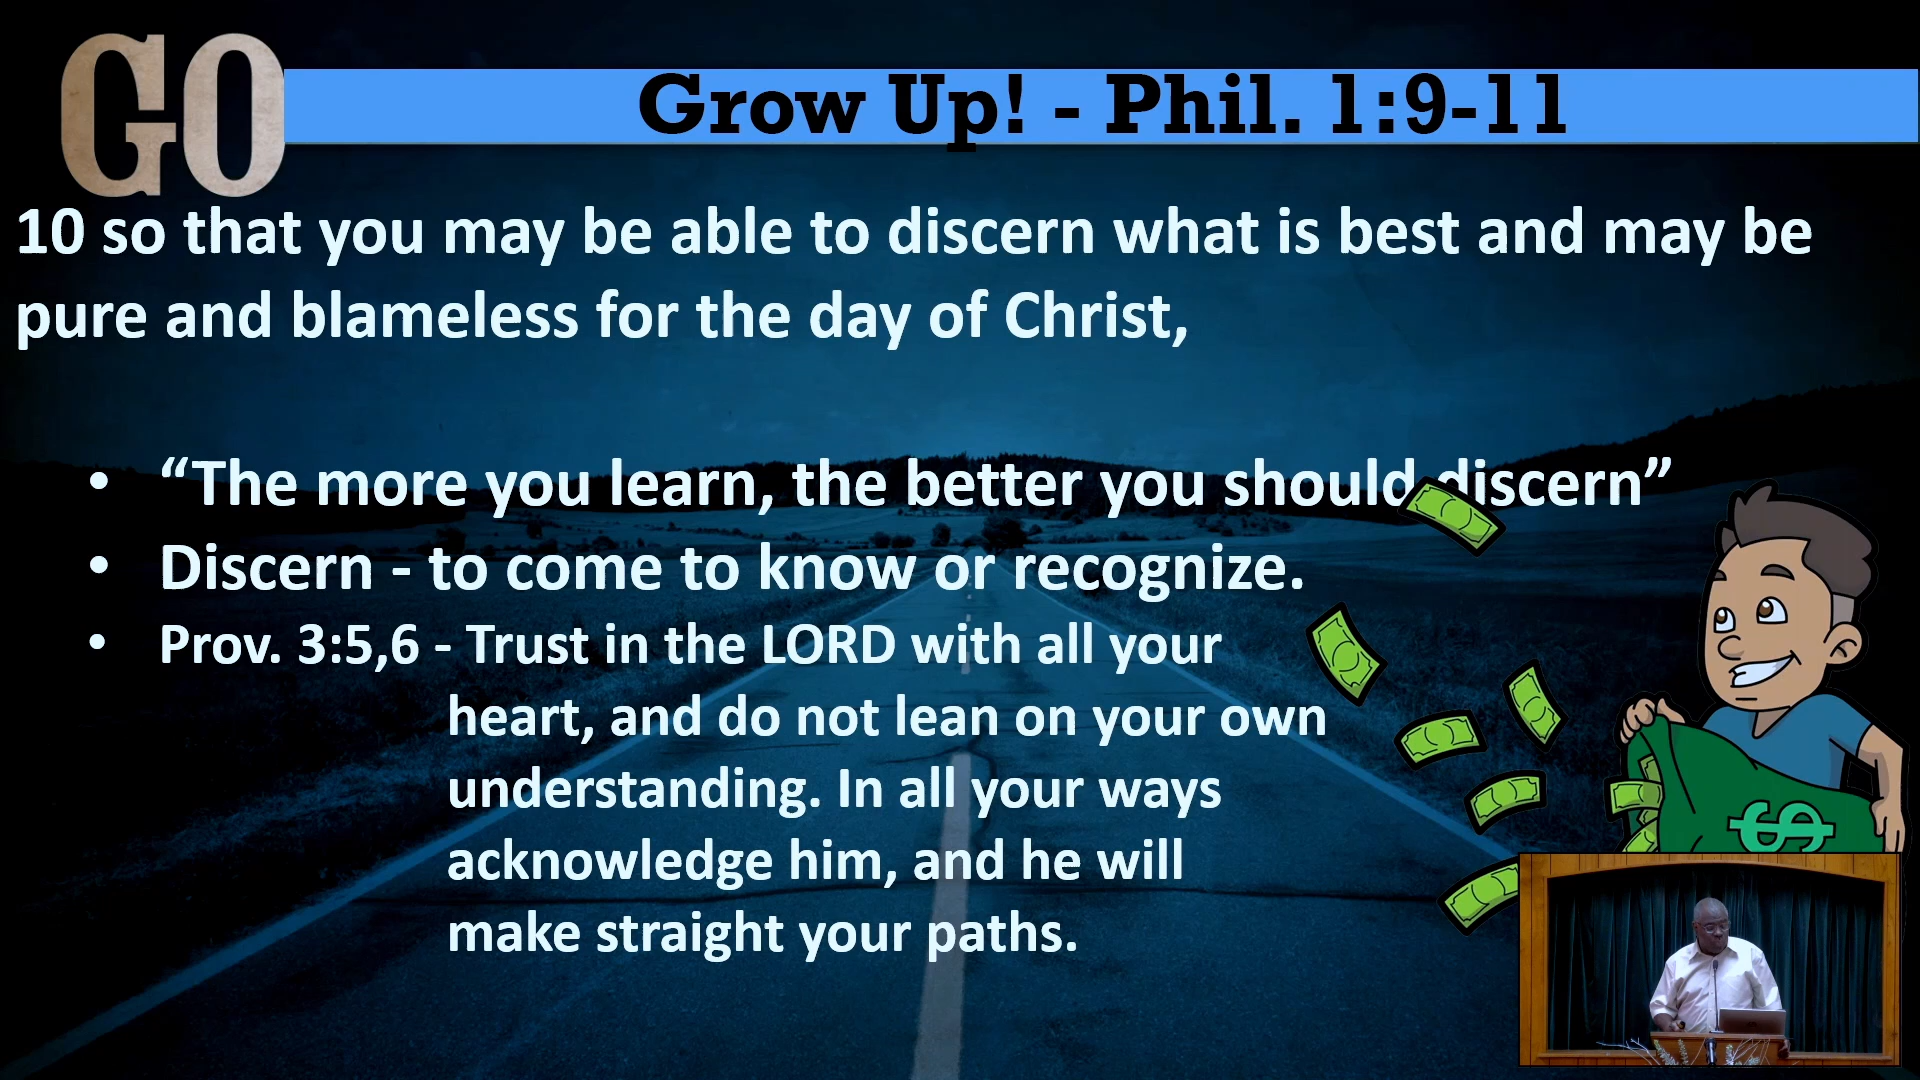 GO
Grow Up! - Phil. 1:9-11
10 so that you may be able to discern what is best and may be
pure and blameless for the day of Christ,
• “The more you learn, the better you should discern”
• Discern - to come to know or recognize.
• Prov. 3:5,6 - Trust in the LORD with all your
heart, and do not lean on your own
understanding. In all your ways
acknowledge him, and he will
make straight your paths.
$